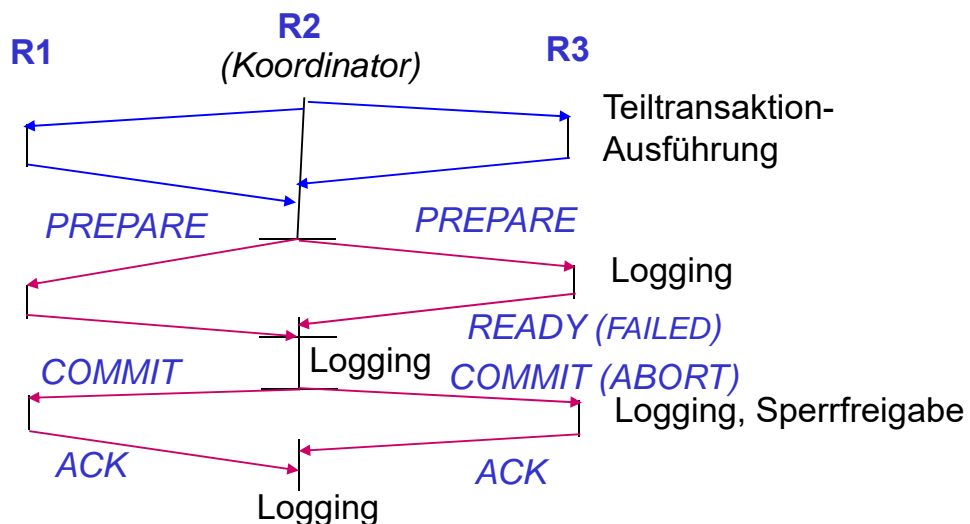 R1
R2
(Koordinator)
R3
Teiltransaktion-
Ausführung
PREPARE
PREPARE
Logging
READY (FAILED)
Logging
COMMIT
COMMIT (ABORT)
Logging, Sperrfreigabe
ACK
ACK
Logging